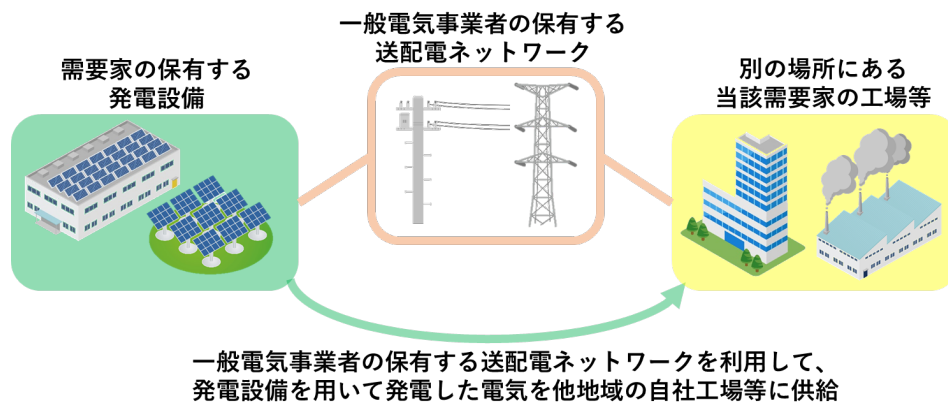 一般電気事業者の保有する
送配電ネットワーク
需要家の保有する
発電設備
別の場所にある
当該需要家の工場等
一般電気事業者の保有する送配電ネットワークを利用して、
発電設備を用いて発電した電気を他地域の自社工場等に供給